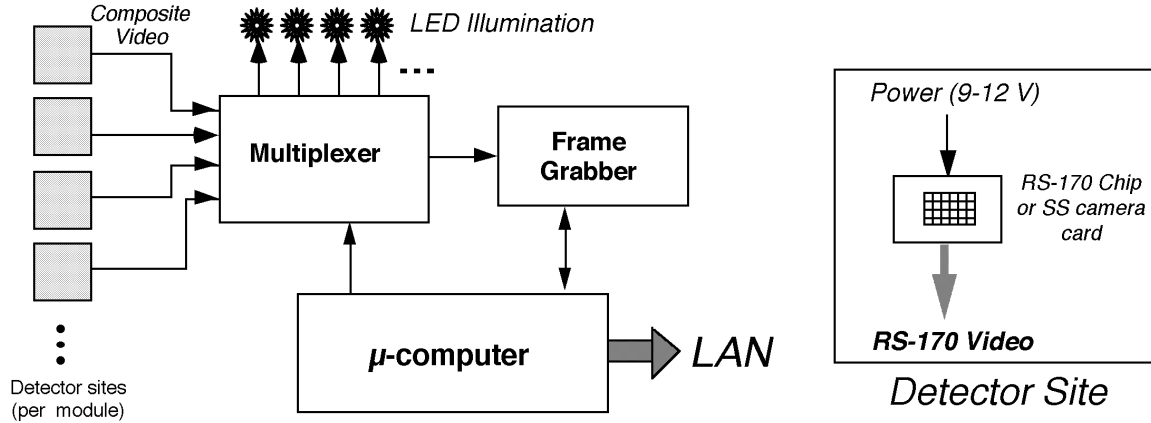 Composite
Video
LED Illumination
Multiplexer
Frame
Grabber
µ-computer
LAN
Detector sites
(per module)
Power (9-12 V)
RS-170 Chip
or SS camera
card
RS-170 Video
Detector Site